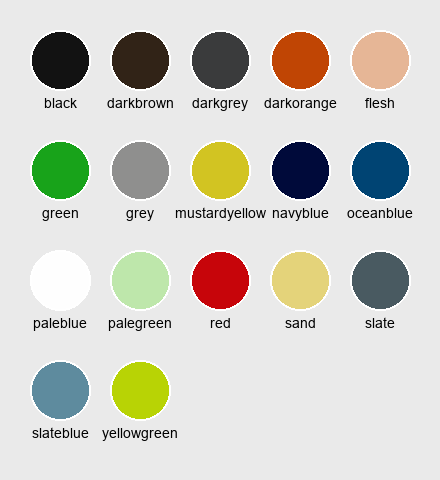 black darkbrown darkgrey darkorange flesh
green grey mustardyellow navyblue oceanblue
paleblue palegreen red sand slate
slateblue yellowgreen